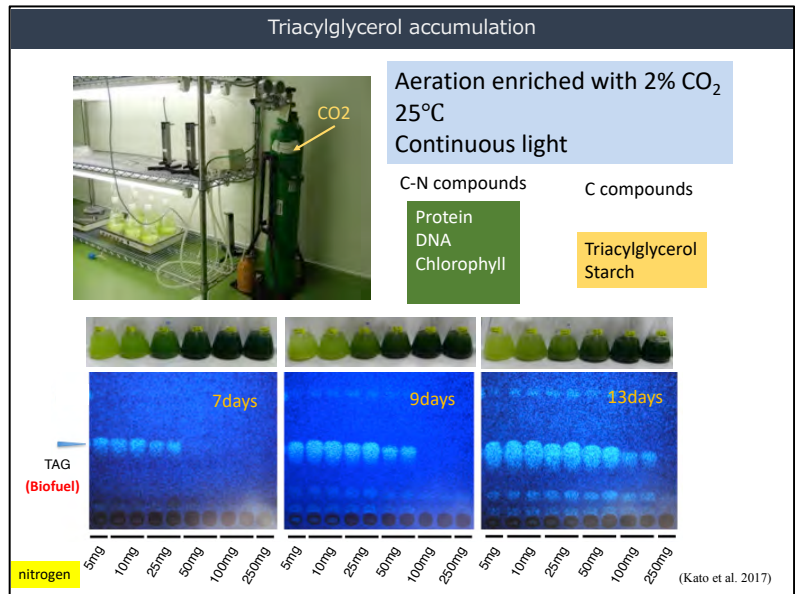 Triacylglycerol accumulation
CO2
Aeration enriched with 2% CO₂
25℃
Continuous light
C-N compounds
Protein
DNA
Chlorophyll
C compounds
Triacylglycerol
Starch
7days
9days
13days
TAG
(Biofuel)
nitrogen
5mg 10mg 25mg 50mg 100mg 250mg
5mg 10mg 25mg 50mg 100mg 250mg
5mg 10mg 25mg 50mg 100mg 250mg
(Kato et al. 2017)